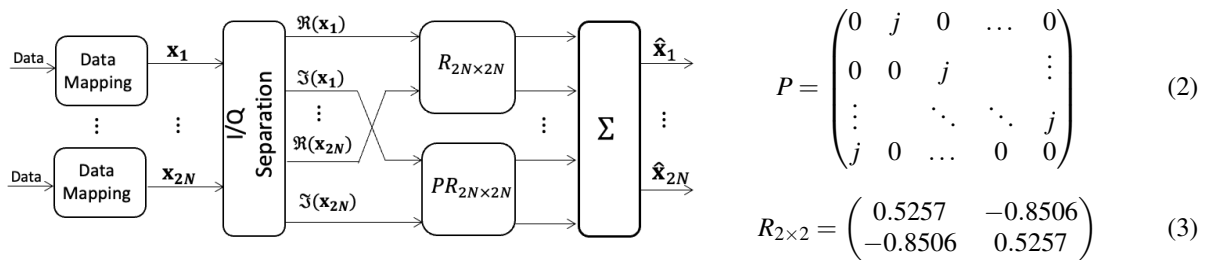 Data
Data Mapping
𝐱₁
⋮
⋮
Data
Data Mapping
𝐱₂N
I/Q Separation
ℜ(𝐱₁)
ℑ(𝐱₁)
⋮
ℜ(𝐱₂N)
ℑ(𝐱₂N)
R₂N×₂N
⋮
PR₂N×₂N
Σ
𝐱̂₁
⋮
𝐱̂₂N
P = ( 0 j 0 … 0
0 0 j ⋮
⋮ ⋱ ⋱ j
j 0 … 0 0 ) (2)
R₂×₂ = ( 0.5257 −0.8506
−0.8506 0.5257 ) (3)